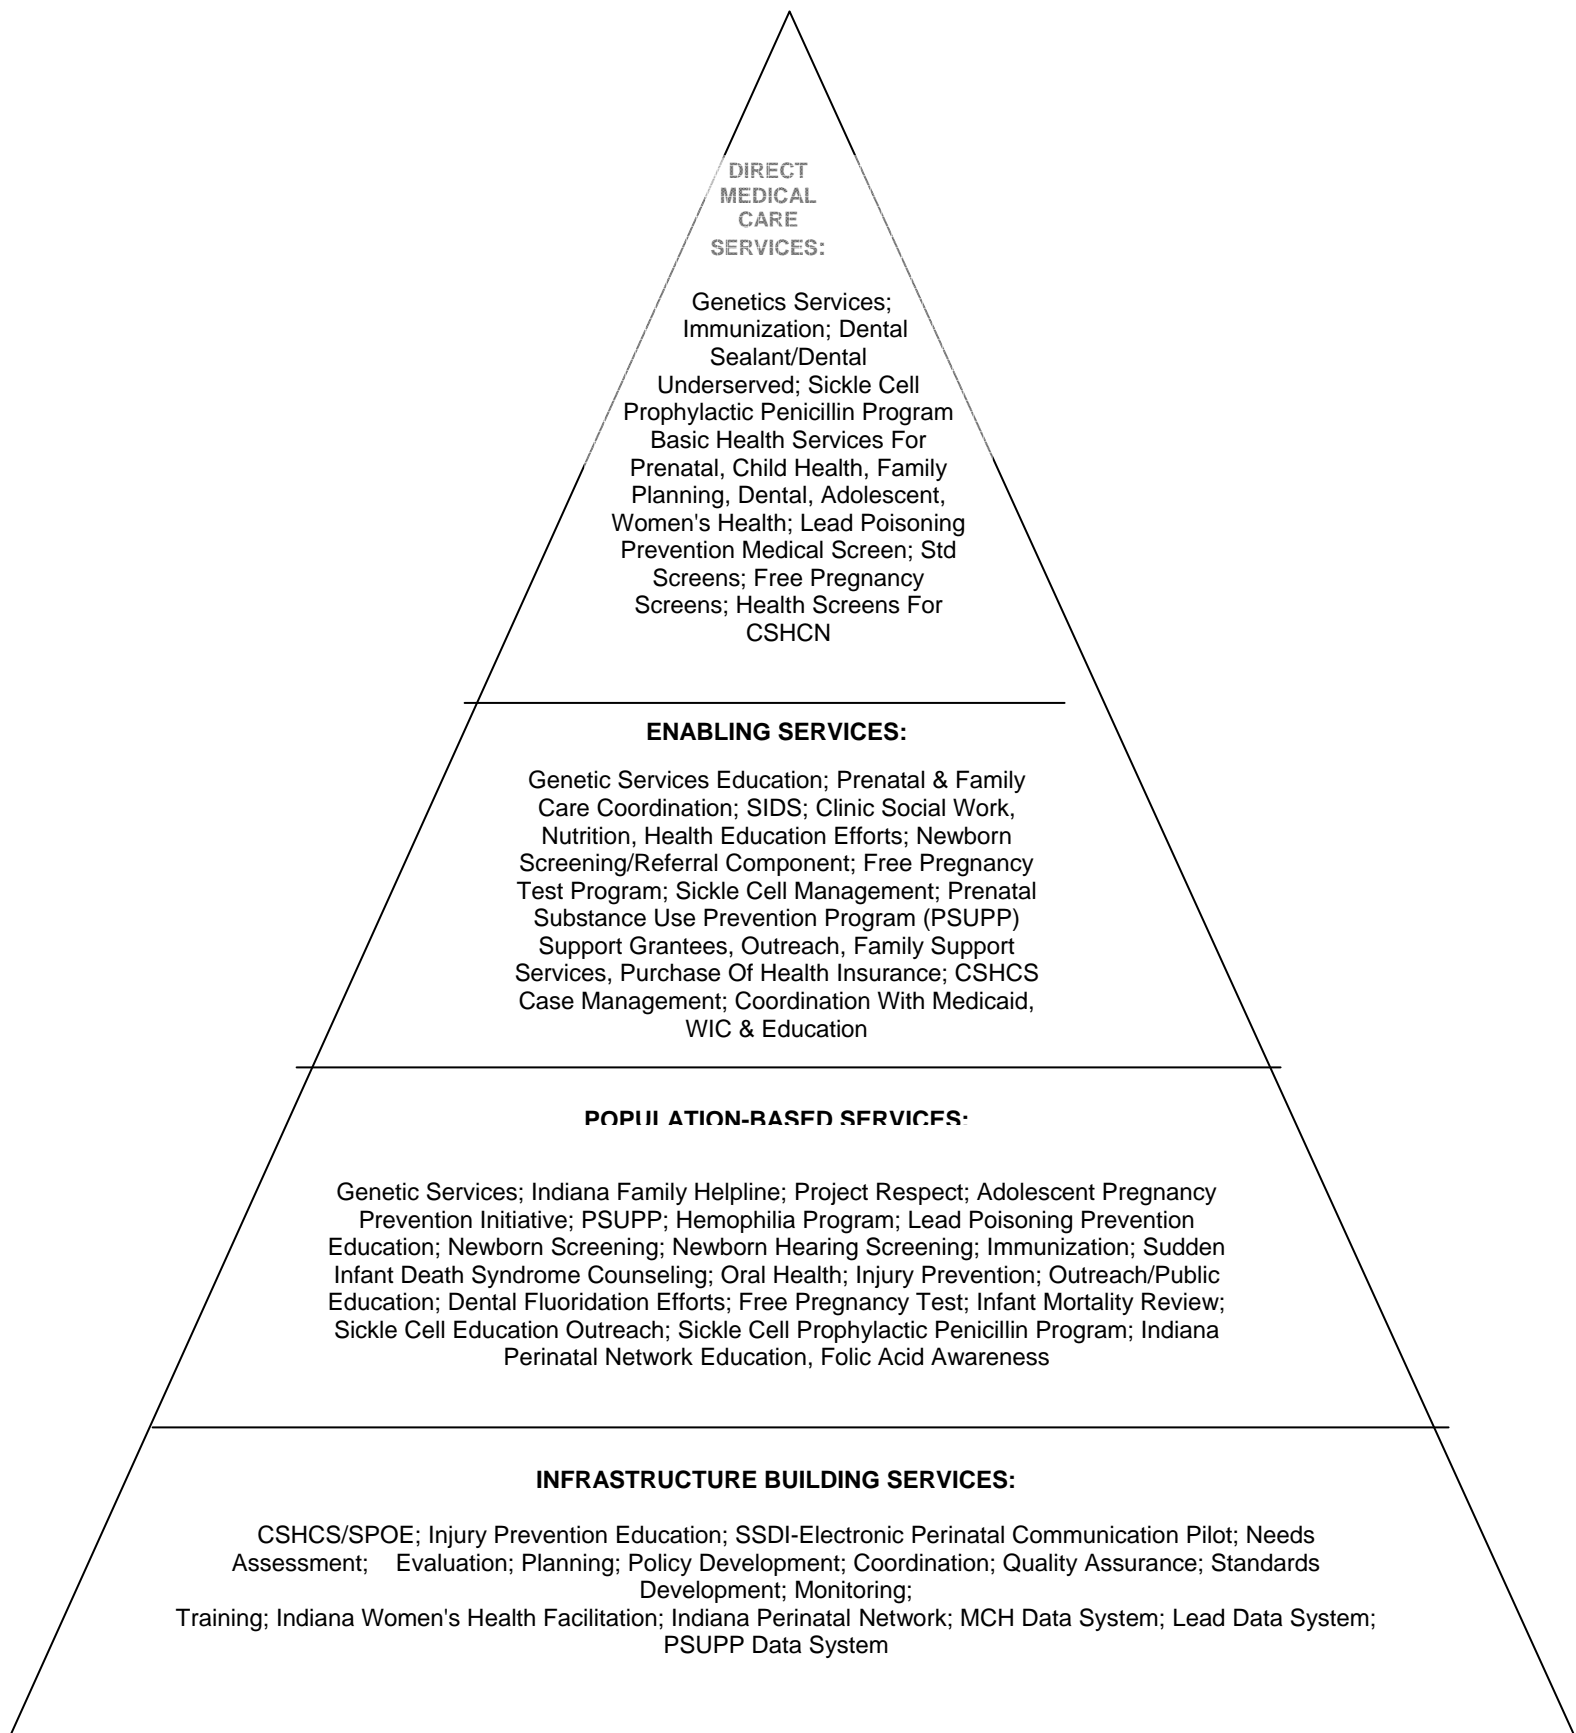 DIRECT
MEDICAL
CARE
SERVICES:
Genetics Services;
Immunization; Dental
Sealant/Dental
Underserved; Sickle Cell
Prophylactic Penicillin Program
Basic Health Services For
Prenatal, Child Health, Family
Planning, Dental, Adolescent,
Women's Health; Lead Poisoning
Prevention Medical Screen; Std
Screens; Free Pregnancy
Screens; Health Screens For
CSHCN
ENABLING SERVICES:
Genetic Services Education; Prenatal & Family
Care Coordination; SIDS; Clinic Social Work,
Nutrition, Health Education Efforts; Newborn
Screening/Referral Component; Free Pregnancy
Test Program; Sickle Cell Management; Prenatal
Substance Use Prevention Program (PSUPP)
Support Grantees, Outreach, Family Support
Services, Purchase Of Health Insurance; CSHCS
Case Management; Coordination With Medicaid,
WIC & Education
POPULATION-BASED SERVICES:
Genetic Services; Indiana Family Helpline; Project Respect; Adolescent Pregnancy
Prevention Initiative; PSUPP; Hemophilia Program; Lead Poisoning Prevention
Education; Newborn Screening; Newborn Hearing Screening; Immunization; Sudden
Infant Death Syndrome Counseling; Oral Health; Injury Prevention; Outreach/Public
Education; Dental Fluoridation Efforts; Free Pregnancy Test; Infant Mortality Review;
Sickle Cell Education Outreach; Sickle Cell Prophylactic Penicillin Program; Indiana
Perinatal Network Education, Folic Acid Awareness
INFRASTRUCTURE BUILDING SERVICES:
CSHCS/SPOE; Injury Prevention Education; SSDI-Electronic Perinatal Communication Pilot; Needs
Assessment; Evaluation; Planning; Policy Development; Coordination; Quality Assurance; Standards
Development; Monitoring;
Training; Indiana Women's Health Facilitation; Indiana Perinatal Network; MCH Data System; Lead Data System;
PSUPP Data System